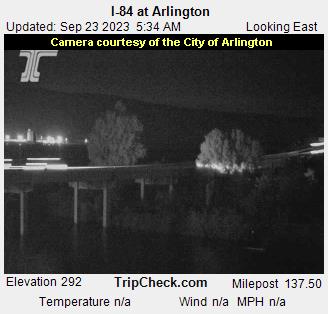 I-84 at Arlington
Updated: Sep 23 2023 5:34 AM Looking East
Camera courtesy of the City of Arlington
Elevation 292 TripCheck.com Milepost 137.50
Temperature n/a Wind n/a MPH n/a